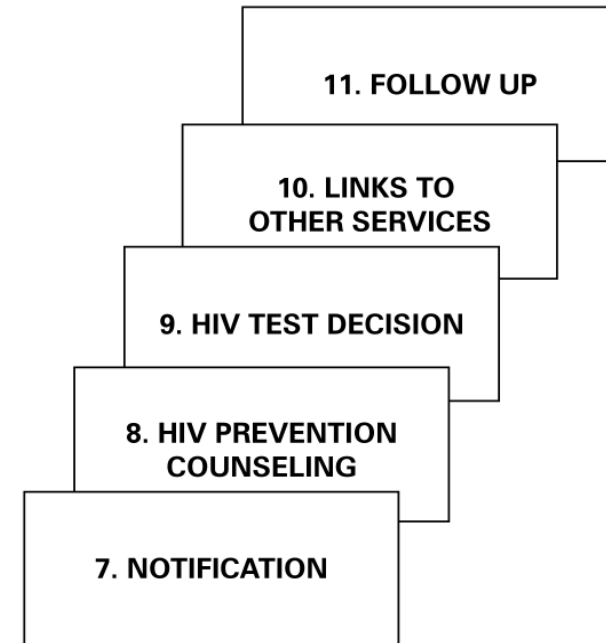 11. FOLLOW UP
10. LINKS TO
OTHER SERVICES
9. HIV TEST DECISION
8. HIV PREVENTION
COUNSELING
7. NOTIFICATION